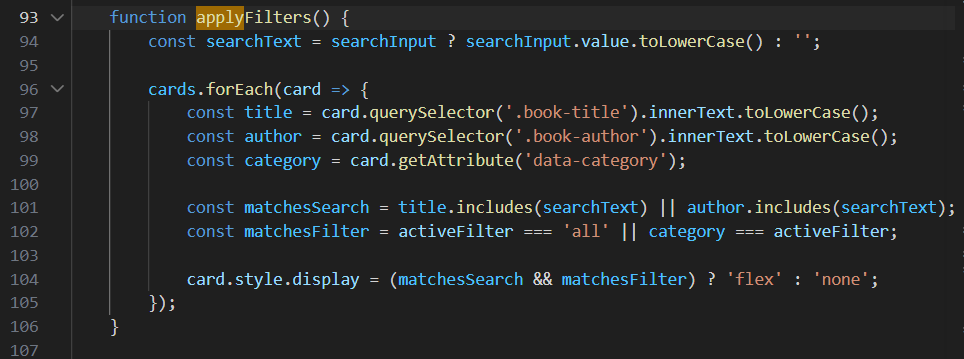 93 function applyFilters() {
94 const searchText = searchInput ? searchInput.value.toLowerCase() : '';
95
96 cards.forEach(card => {
97 const title = card.querySelector('.book-title').innerText.toLowerCase();
98 const author = card.querySelector('.book-author').innerText.toLowerCase();
99 const category = card.getAttribute('data-category');
100
101 const matchesSearch = title.includes(searchText) || author.includes(searchText);
102 const matchesFilter = activeFilter === 'all' || category === activeFilter;
103
104 card.style.display = (matchesSearch && matchesFilter) ? 'flex' : 'none';
105 });
106 }
107